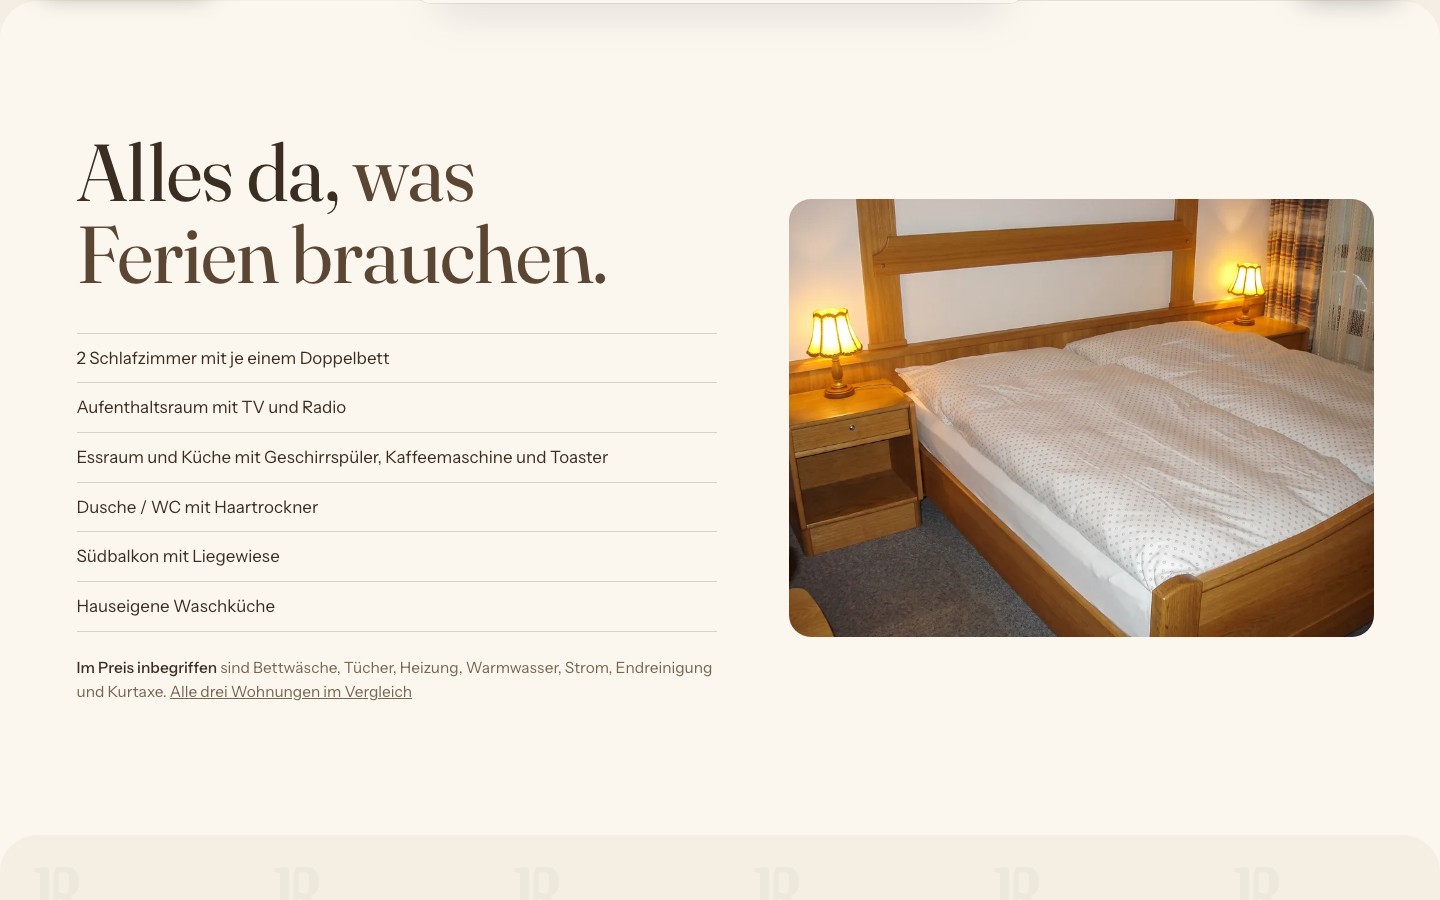 Alles da, was
Ferien brauchen.
2 Schlafzimmer mit je einem Doppelbett
Aufenthaltsraum mit TV und Radio
Essraum und Küche mit Geschirrspüler, Kaffeemaschine und Toaster
Dusche / WC mit Haartrockner
Südbalkon mit Liegewiese
Hauseigene Waschküche
Im Preis inbegriffen sind Bettwäsche, Tücher, Heizung, Warmwasser, Strom, Endreinigung
und Kurtaxe. Alle drei Wohnungen im Vergleich